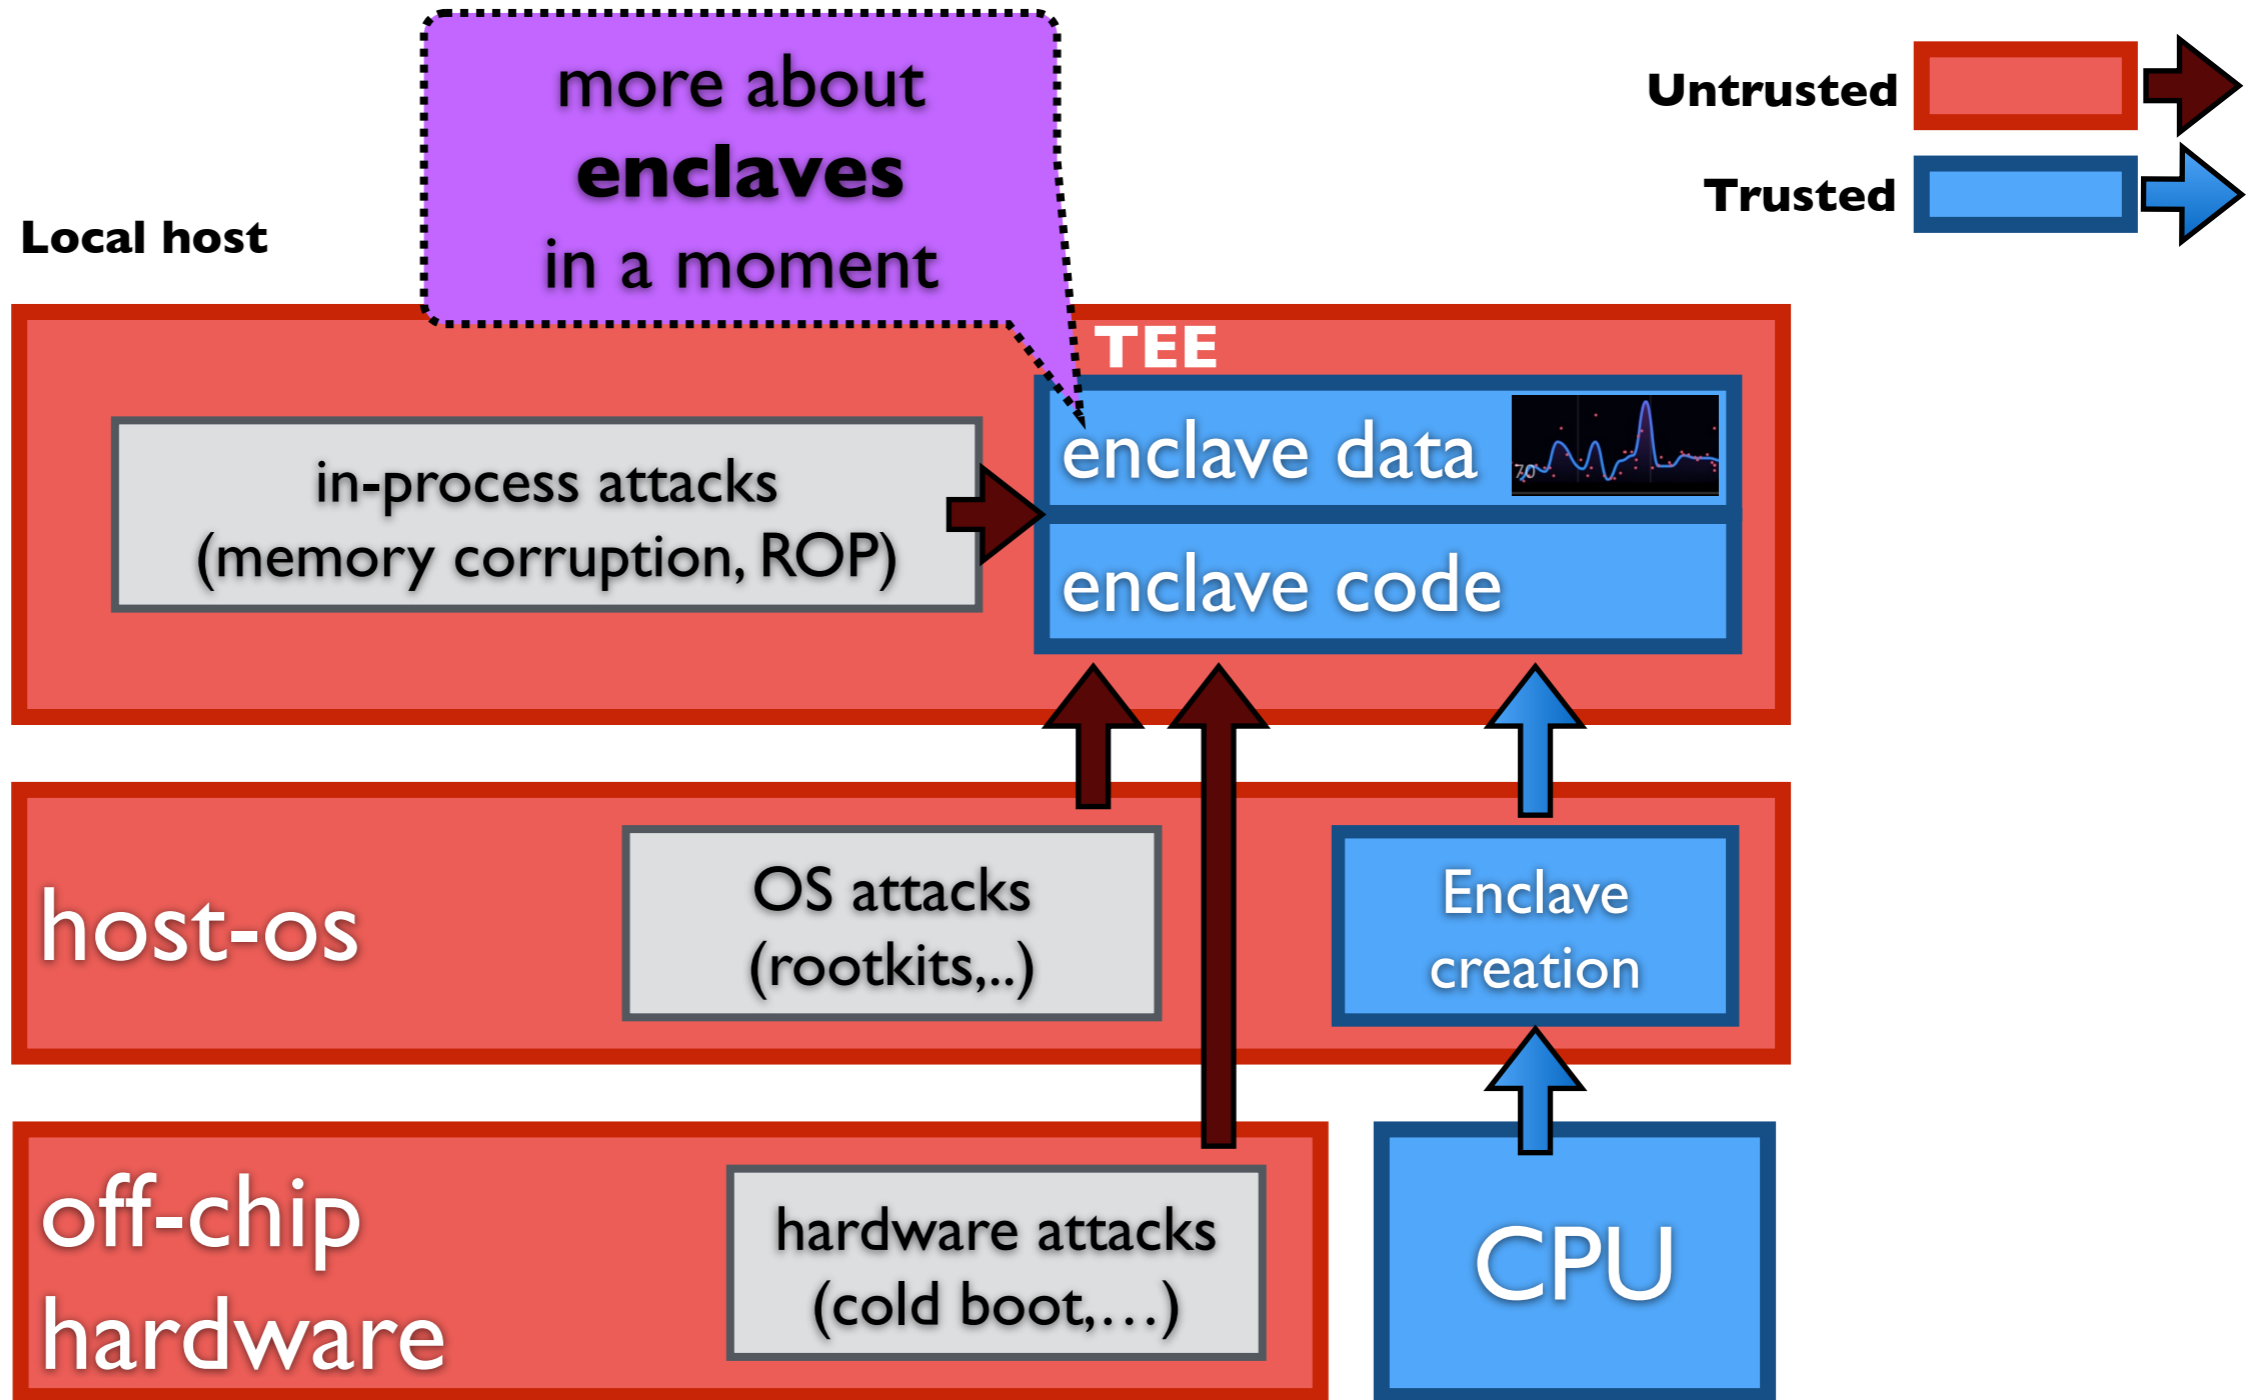 more about
enclaves
in a moment
Untrusted
Trusted
Local host
TEE
in-process attacks
(memory corruption, ROP)
enclave data
70
enclave code
host-os
OS attacks
(rootkits,..)
Enclave
creation
off-chip
hardware
hardware attacks
(cold boot,…)
CPU